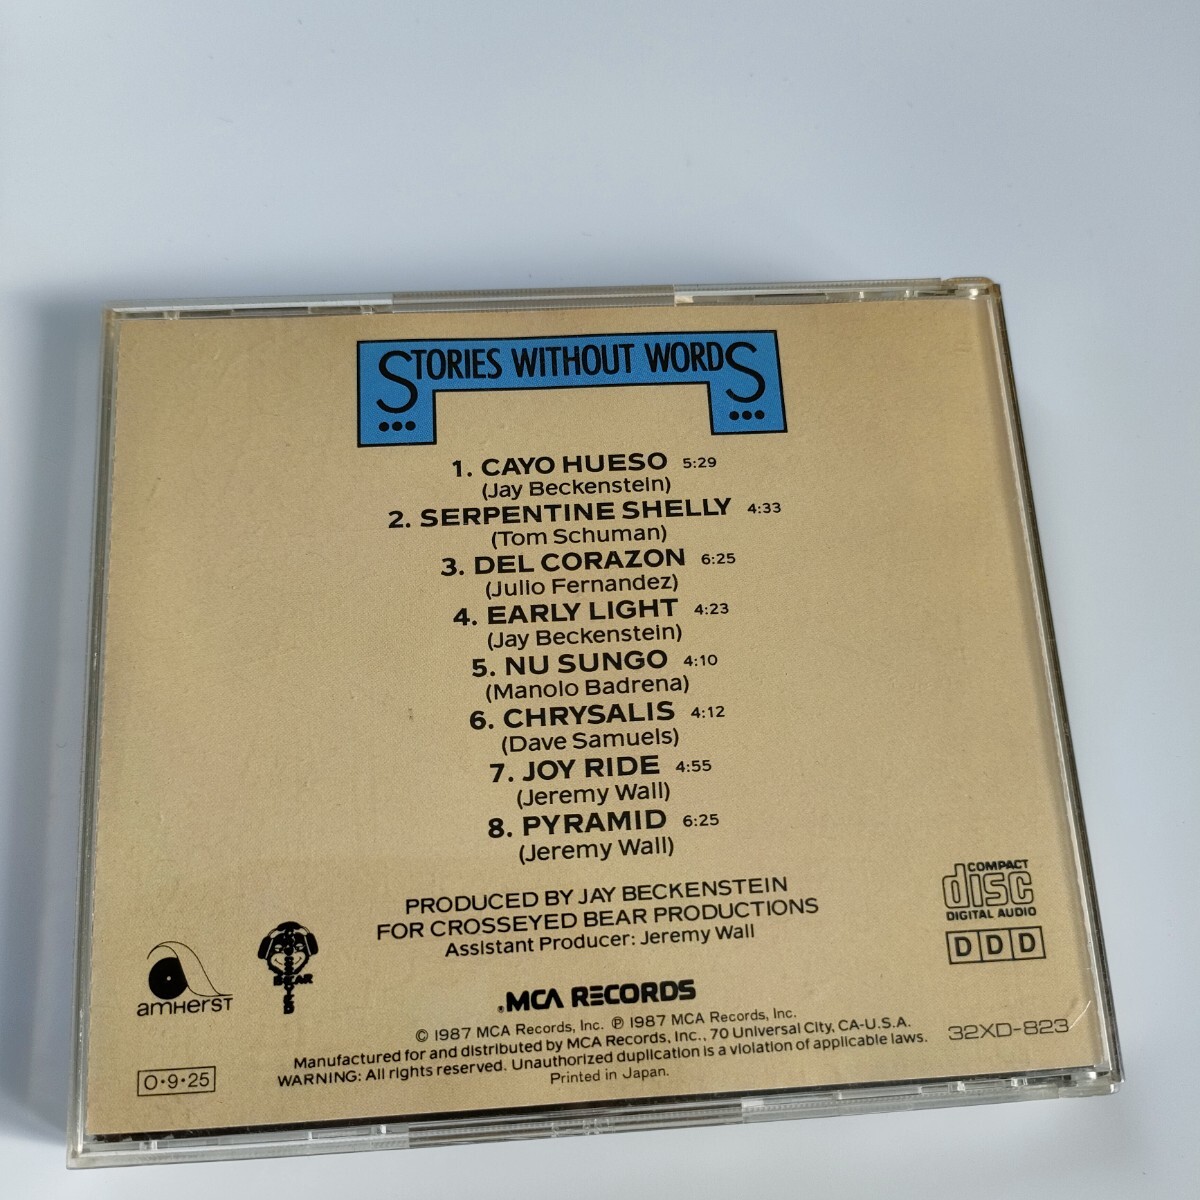 STORIES WITHOUT WORDS
1. CAYO HUESO 5:29
(Jay Beckenstein)
2. SERPENTINE SHELLY 4:33
(Tom Schuman)
3. DEL CORAZON 6:25
(Julio Fernandez)
4. EARLY LIGHT 4:23
(Jay Beckenstein)
5. NU SUNGO 4:10
(Manolo Badrena)
6. CHRYSALIS 4:12
(Dave Samuels)
7. JOY RIDE 4:55
(Jeremy Wall)
8. PYRAMID 6:25
(Jeremy Wall)
PRODUCED BY JAY BECKENSTEIN
FOR CROSSEYED BEAR PRODUCTIONS
Assistant Producer: Jeremy Wall
COMPACT
disc
DIGITAL AUDIO
DDD
amHerST
CROSSEYED
BEAR
MCA RECORDS
© 1987 MCA Records, Inc. ℗ 1987 MCA Records, Inc.
Manufactured for and distributed by MCA Records, Inc., 70 Universal City, CA-U.S.A.
WARNING: All rights reserved. Unauthorized duplication is a violation of applicable laws.
Printed in Japan.
32XD-823
O·9·25